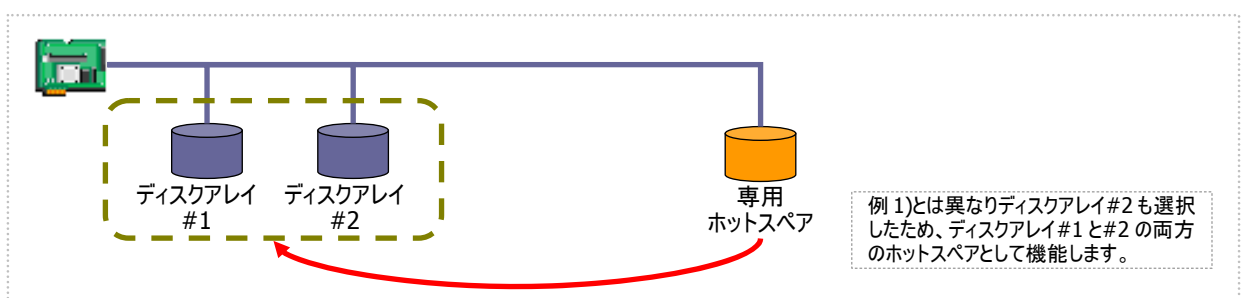 ディスクアレイ
#1
ディスクアレイ
#2
専用
ホットスペア
例 1)とは異なりディスクアレイ#2 も選択
したため、ディスクアレイ#1 と#2 の両方
のホットスペアとして機能します。